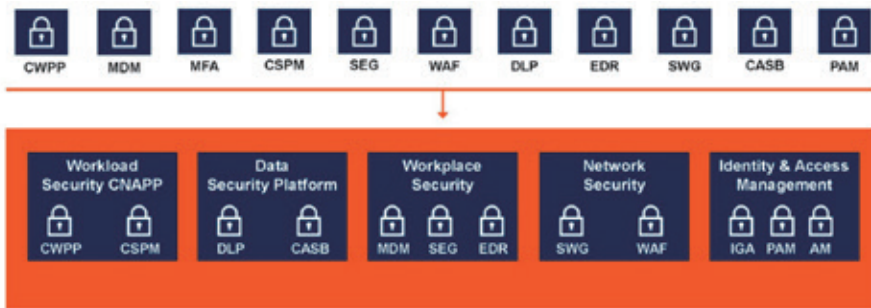 CWPP MDM MFA CSPM SEG WAF DLP EDR SWG CASB PAM
Workload
Security CNAPP
CWPP CSPM
Data
Security Platform
DLP CASB
Workplace
Security
MDM SEG EDR
Network
Security
SWG WAF
Identity & Access
Management
IGA PAM AM